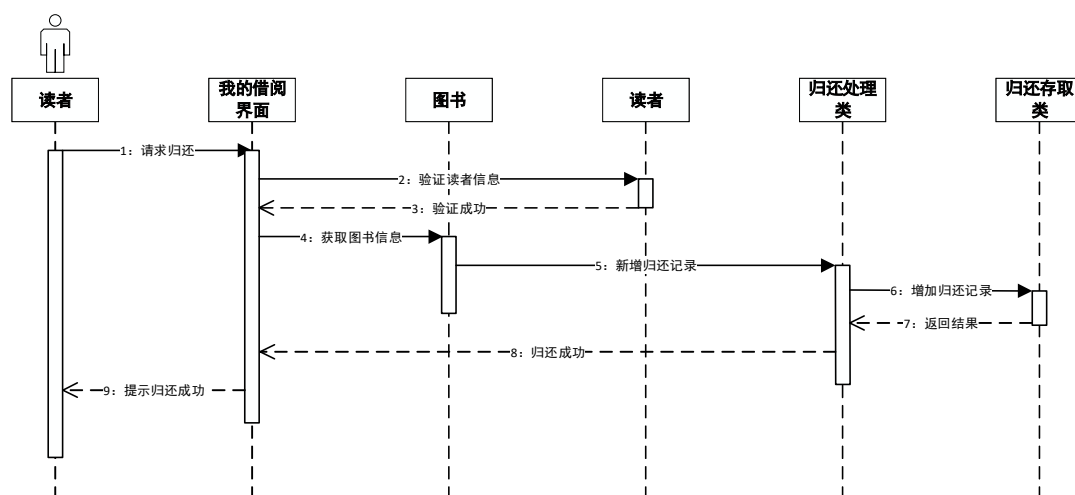 读者
我的借阅
界面
图书
读者
归还处理
类
归还存取
类
1：请求归还
2：验证读者信息
3：验证成功
4：获取图书信息
5：新增归还记录
6：增加归还记录
7：返回结果
8：归还成功
9：提示归还成功